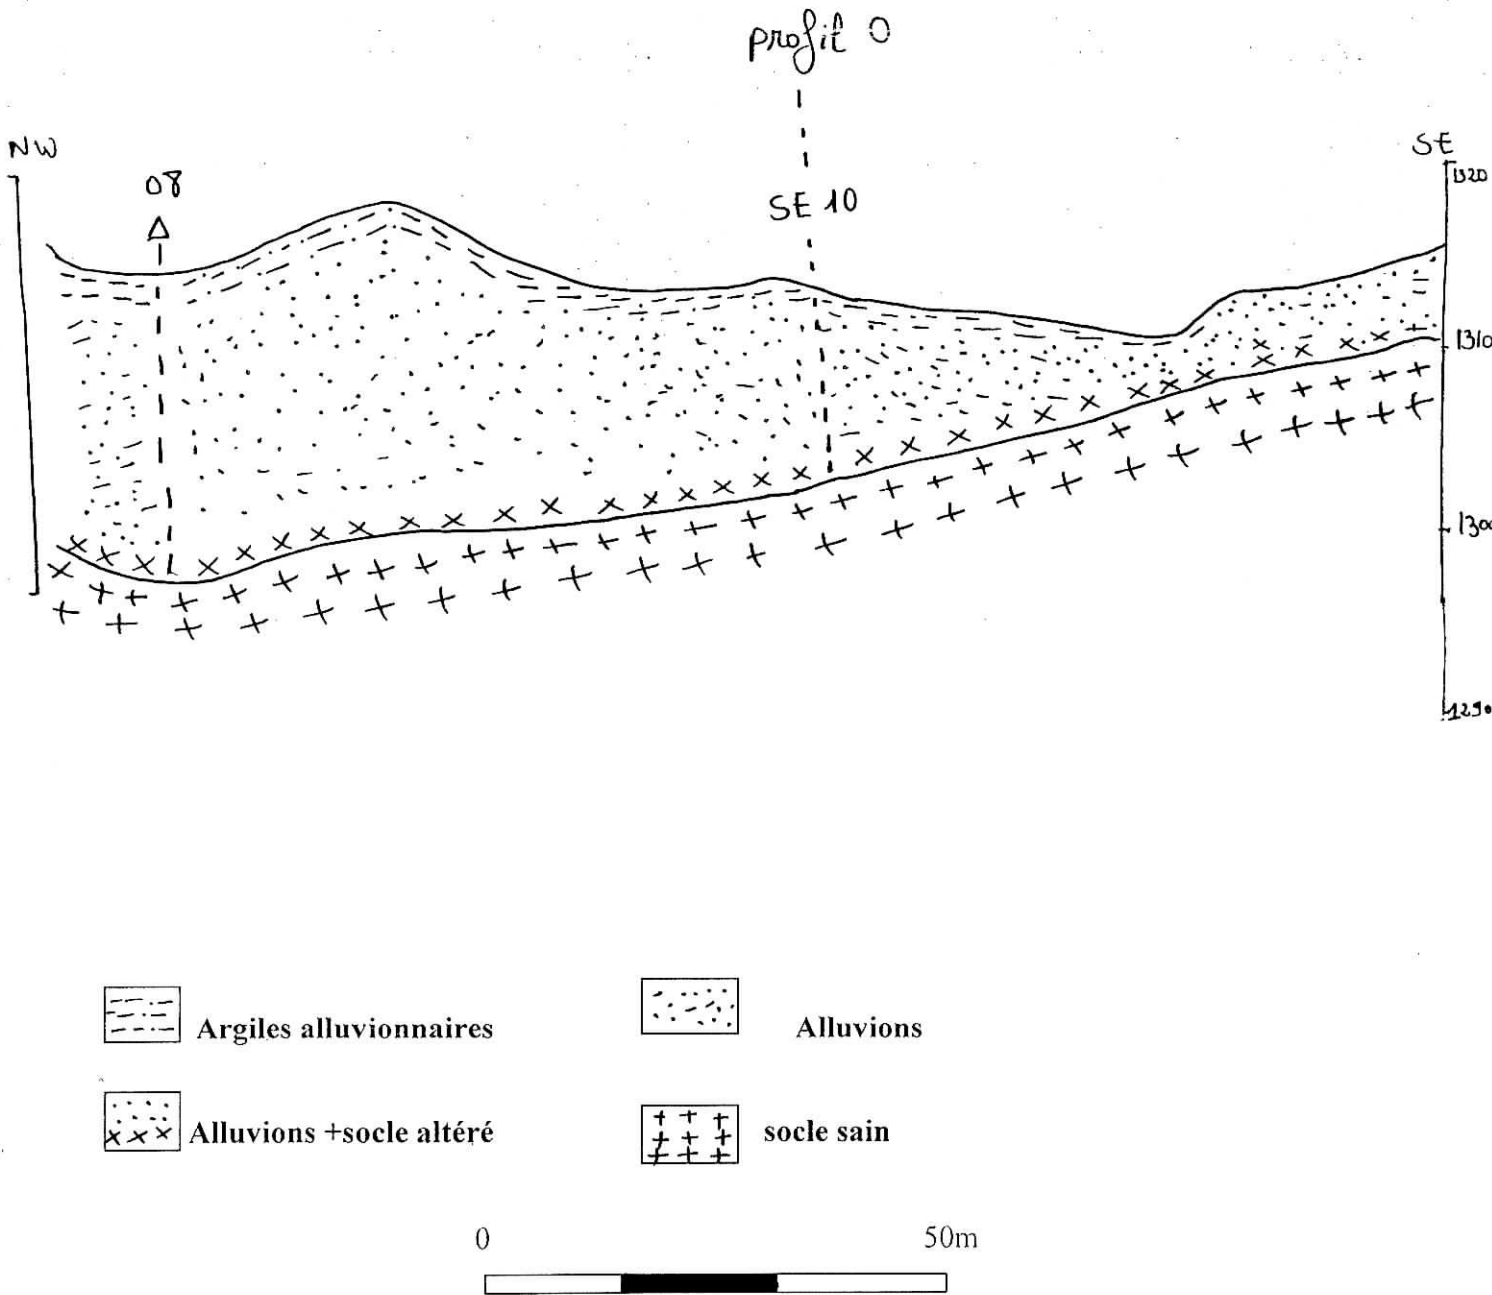 profil 0
NW
SE
08
SE 10
1320
1310
1300
1290
Argiles alluvionnaires
Alluvions
Alluvions +socle altéré
socle sain
0
50m